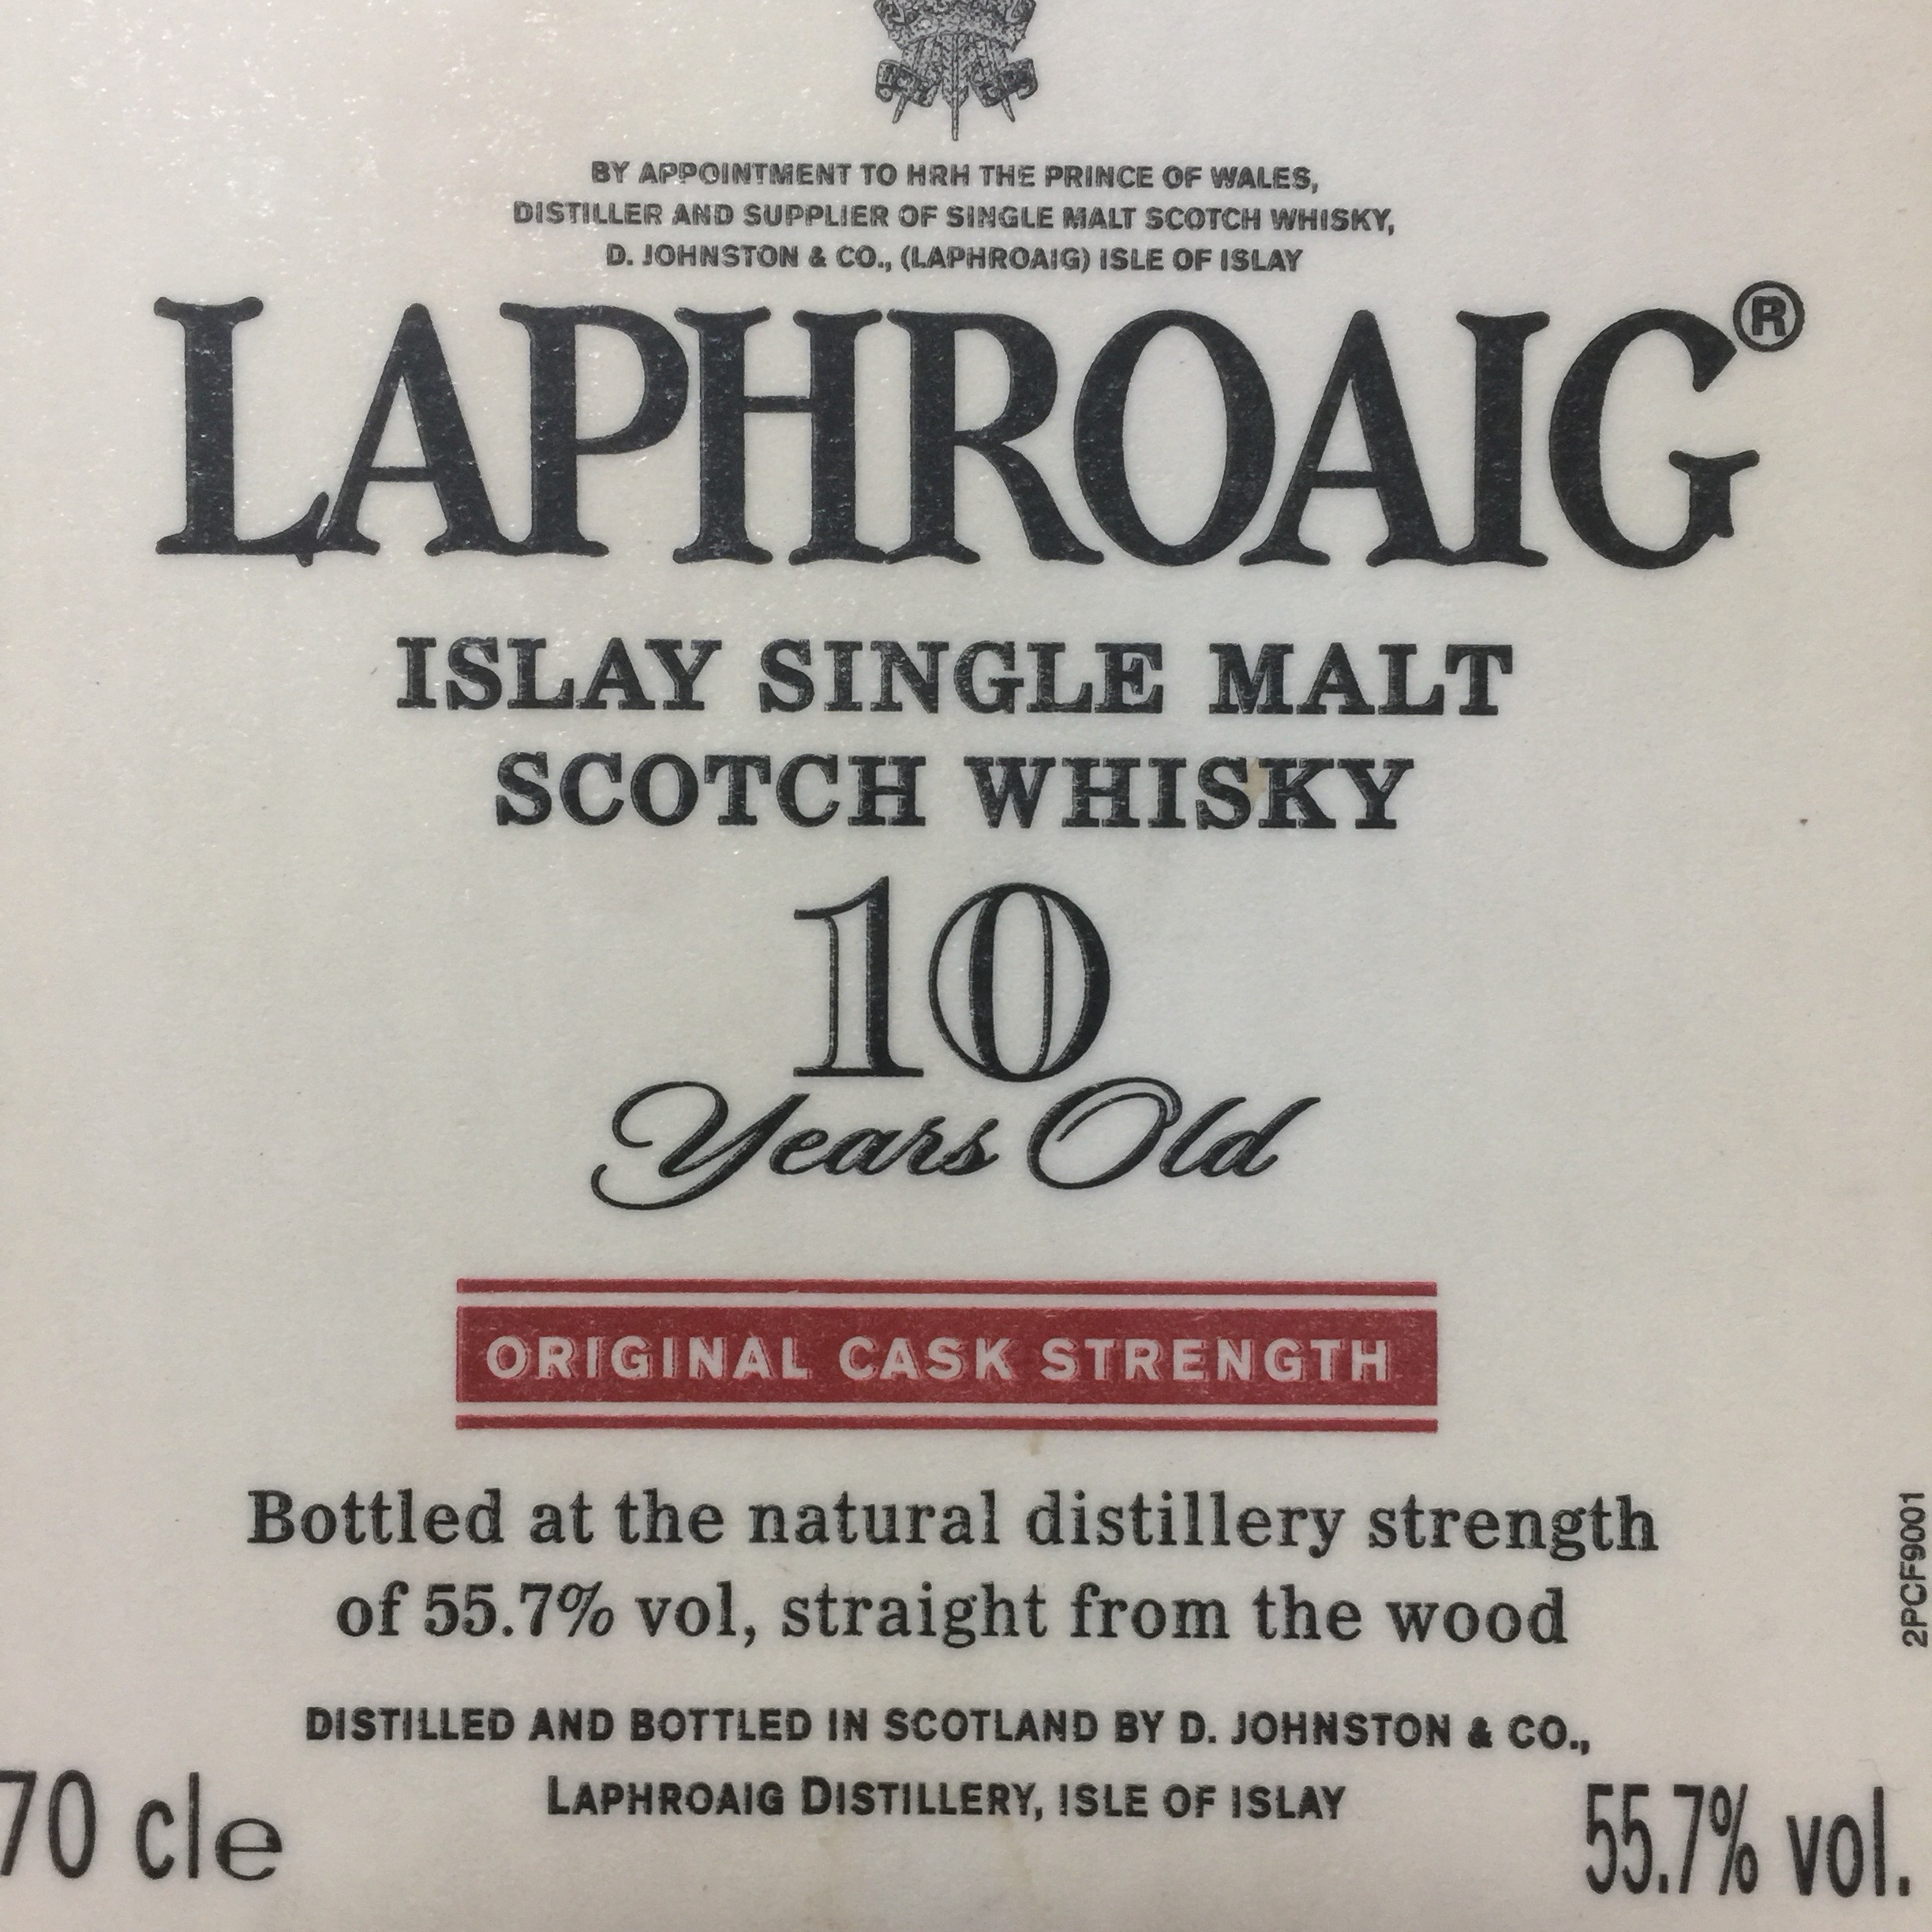 BY APPOINTMENT TO HRH THE PRINCE OF WALES,
DISTILLER AND SUPPLIER OF SINGLE MALT SCOTCH WHISKY,
D. JOHNSTON & CO., (LAPHROAIG) ISLE OF ISLAY
LAPHROAIG®
ISLAY SINGLE MALT
SCOTCH WHISKY
10
Years Old
ORIGINAL CASK STRENGTH
Bottled at the natural distillery strength
of 55.7% vol, straight from the wood
2PCF9001
DISTILLED AND BOTTLED IN SCOTLAND BY D. JOHNSTON & CO.,
LAPHROAIG DISTILLERY, ISLE OF ISLAY
70 cle
55.7% vol.